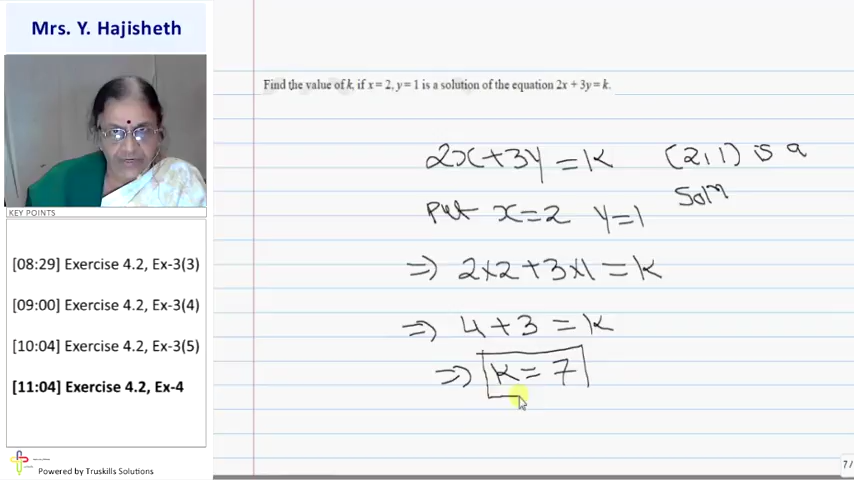 Mrs. Y. Hajisheth
KEY POINTS
[08:29] Exercise 4.2, Ex-3(3)
[09:00] Exercise 4.2, Ex-3(4)
[10:04] Exercise 4.2, Ex-3(5)
[11:04] Exercise 4.2, Ex-4
Powered by Truskills Solutions
Find the value of k, if x = 2, y = 1 is a solution of the equation 2x + 3y = k.
2x+3y = k (2,1) is a
soln
Put x=2 y=1
⇒ 2×2+3×1 = k
⇒ 4+3 = k
⇒ k = 7
7/